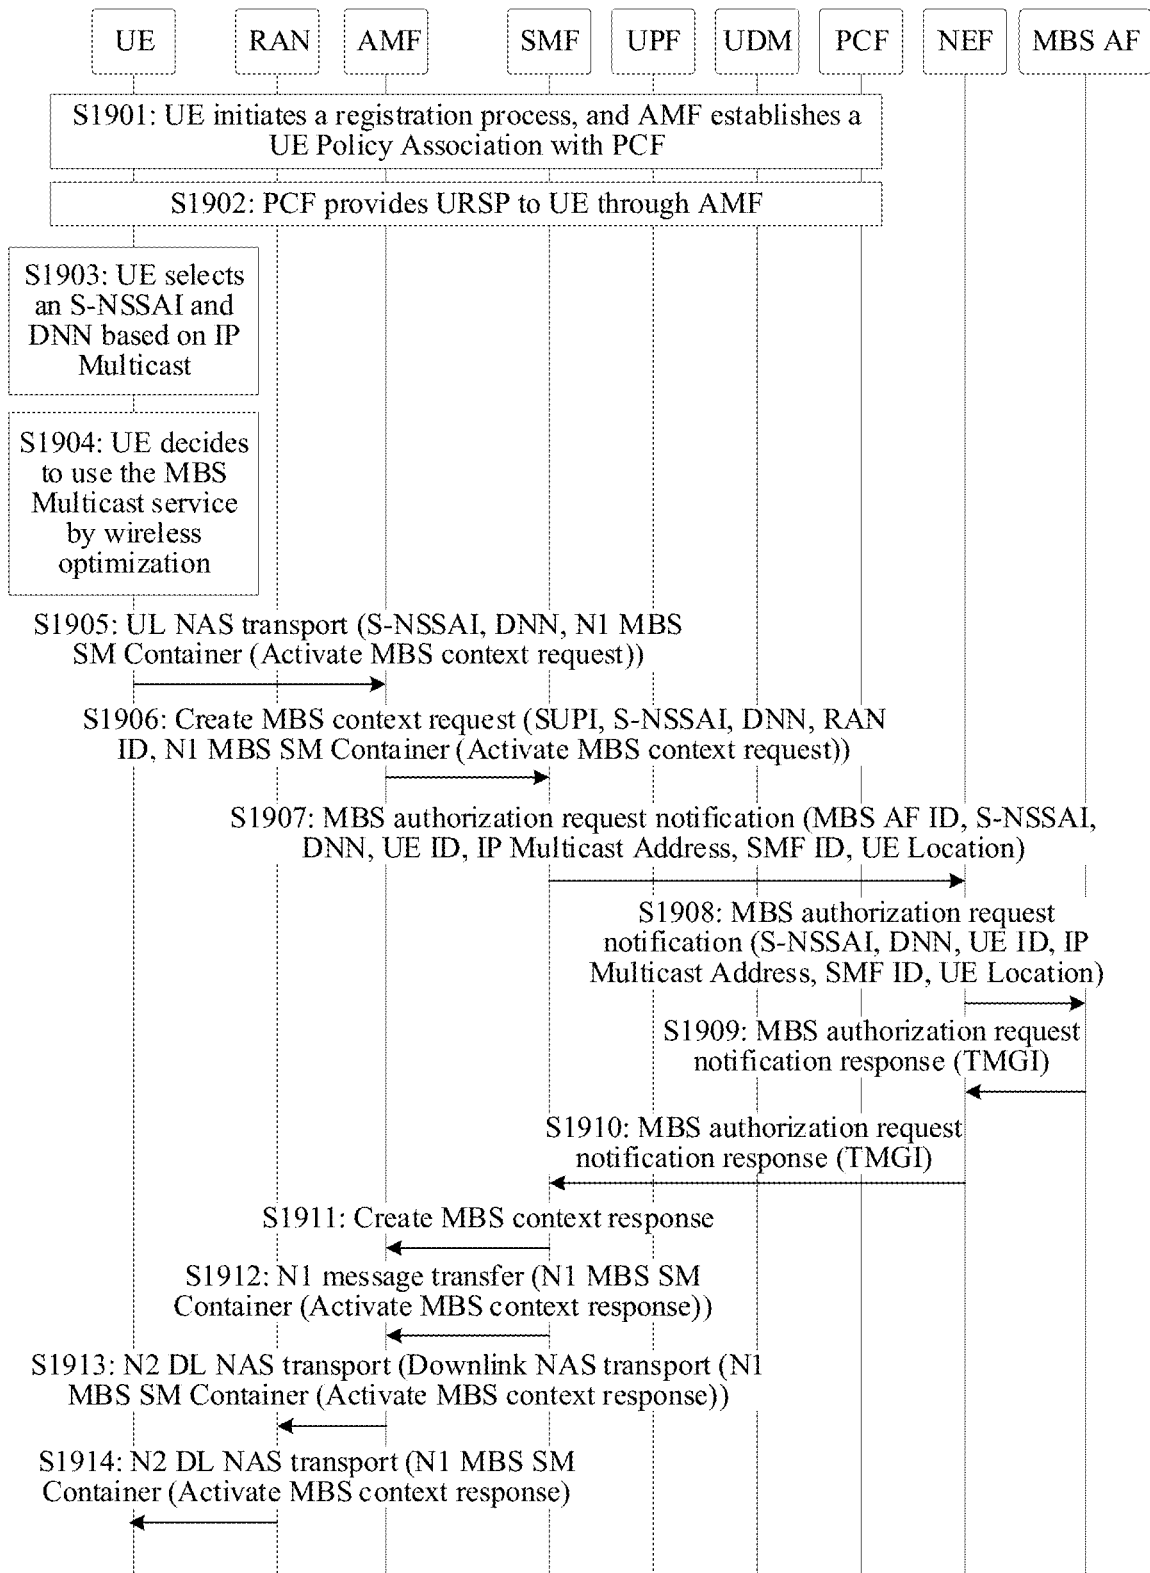 UE RAN AMF SMF UPF UDM PCF NEF MBS AF
S1901: UE initiates a registration process, and AMF establishes a
UE Policy Association with PCF
S1902: PCF provides URSP to UE through AMF
S1903: UE selects
an S-NSSAI and
DNN based on IP
Multicast
S1904: UE decides
to use the MBS
Multicast service
by wireless
optimization
S1905: UL NAS transport (S-NSSAI, DNN, N1 MBS
SM Container (Activate MBS context request))
S1906: Create MBS context request (SUPI, S-NSSAI, DNN, RAN
ID, N1 MBS SM Container (Activate MBS context request))
S1907: MBS authorization request notification (MBS AF ID, S-NSSAI,
DNN, UE ID, IP Multicast Address, SMF ID, UE Location)
S1908: MBS authorization request
notification (S-NSSAI, DNN, UE ID, IP
Multicast Address, SMF ID, UE Location)
S1909: MBS authorization request
notification response (TMGI)
S1910: MBS authorization request
notification response (TMGI)
S1911: Create MBS context response
S1912: N1 message transfer (N1 MBS SM
Container (Activate MBS context response))
S1913: N2 DL NAS transport (Downlink NAS transport (N1
MBS SM Container (Activate MBS context response))
S1914: N2 DL NAS transport (N1 MBS SM
Container (Activate MBS context response)